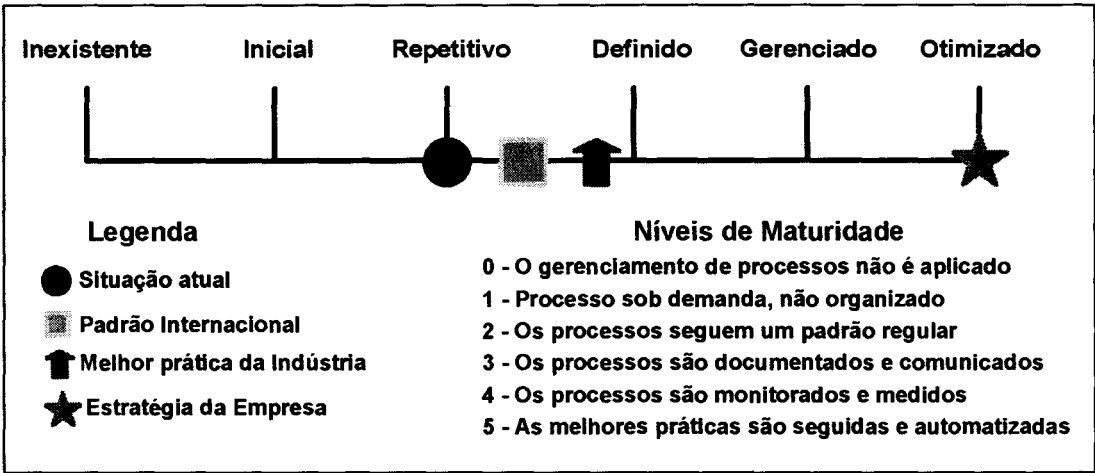 Inexistente Inicial Repetitivo Definido Gerenciado Otimizado
Legenda
Situação atual
Padrão Internacional
Melhor prática da Indústria
Estratégia da Empresa
Níveis de Maturidade
0 - O gerenciamento de processos não é aplicado
1 - Processo sob demanda, não organizado
2 - Os processos seguem um padrão regular
3 - Os processos são documentados e comunicados
4 - Os processos são monitorados e medidos
5 - As melhores práticas são seguidas e automatizadas